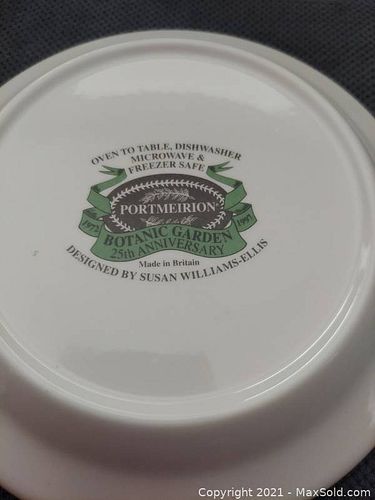 OVEN TO TABLE, DISHWASHER
MICROWAVE &
FREEZER SAFE
PORTMEIRION
1972 1997
BOTANIC GARDEN
25th ANNIVERSARY
Made in Britain
DESIGNED BY SUSAN WILLIAMS-ELLIS
Copyright © 2021 - MaxSold.com